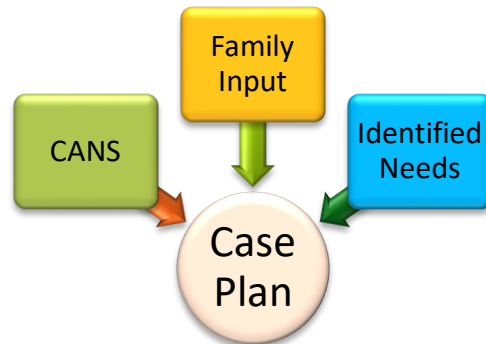 Family
Input
CANS
Identified
Needs
Case
Plan